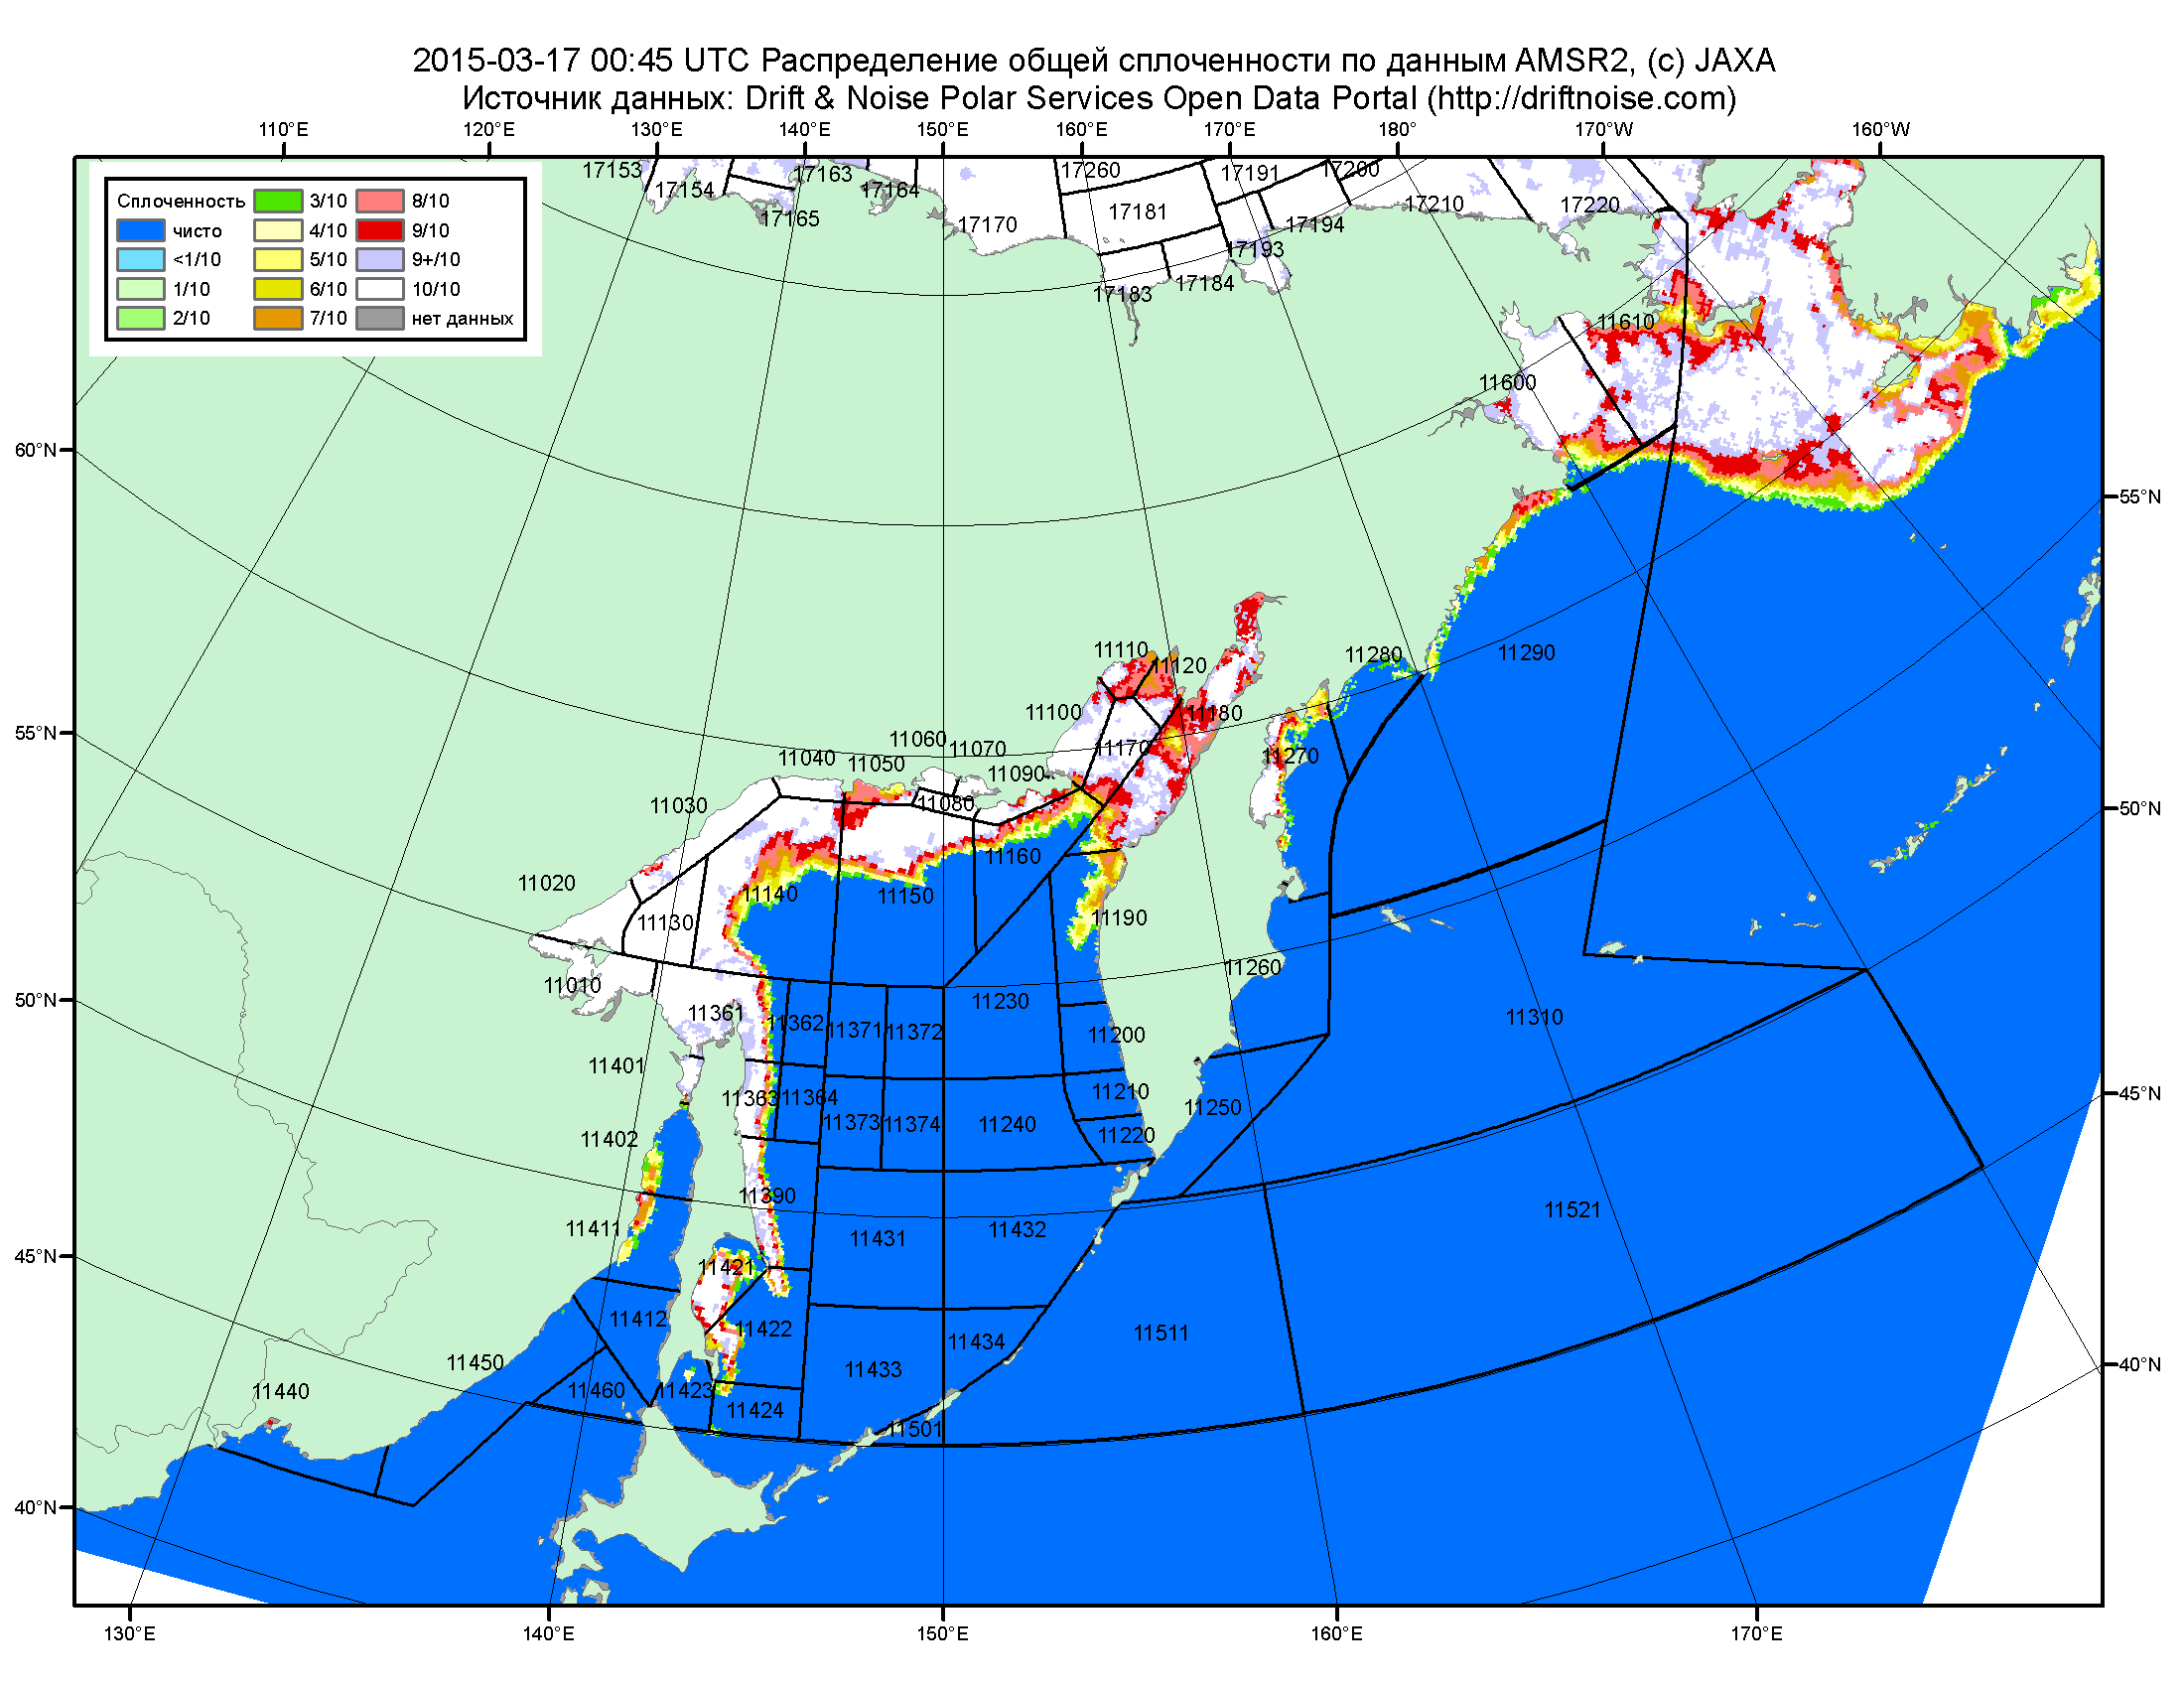 2015-03-17 00:45 UTC Распределение общей сплоченности по данным AMSR2, (c) JAXA
Источник данных: Drift & Noise Polar Services Open Data Portal (http://driftnoise.com)
110°E 120°E 130°E 140°E 150°E 160°E 170°E 180° 170°W 160°W
Сплоченность 3/10 8/10
чисто 4/10 9/10
<1/10 5/10 9+/10
1/10 6/10 10/10
2/10 7/10 нет данных
17153 17154 17163 17164 17165 17170 17260 17181 17191 17200
17183 17184 17193 17194 17210 17220
11610
11600
60°N
55°N
11110 11120 11280 11290
11100 11180
55°N
11060 11070 11170 11270
11040 11050 11090
11030 11080
50°N
11160
11020 11140 11150
11130 11190
11260
50°N
11010 11230
11361 11362 11371 11372 11200 11310
11401
11363 11364 11210
45°N
11373 11374 11240 11250
11402 11220
11390
11411 11431 11432 11521
45°N
11421
11412 11422 11434 11511
11450 11433
40°N
11440 11460 11423
11424
11501
40°N
130°E 140°E 150°E 160°E 170°E